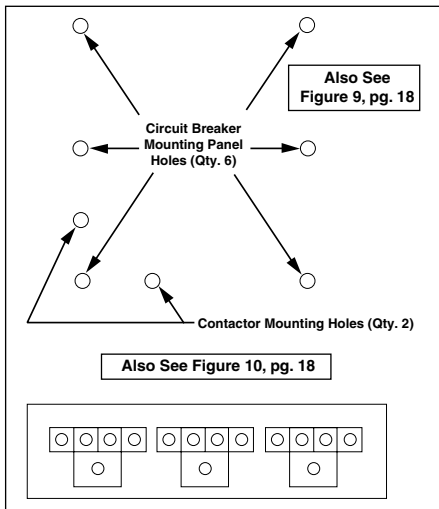 Also See
Figure 9, pg. 18
Circuit Breaker
Mounting Panel
Holes (Qty. 6)
Contactor Mounting Holes (Qty. 2)
Also See Figure 10, pg. 18